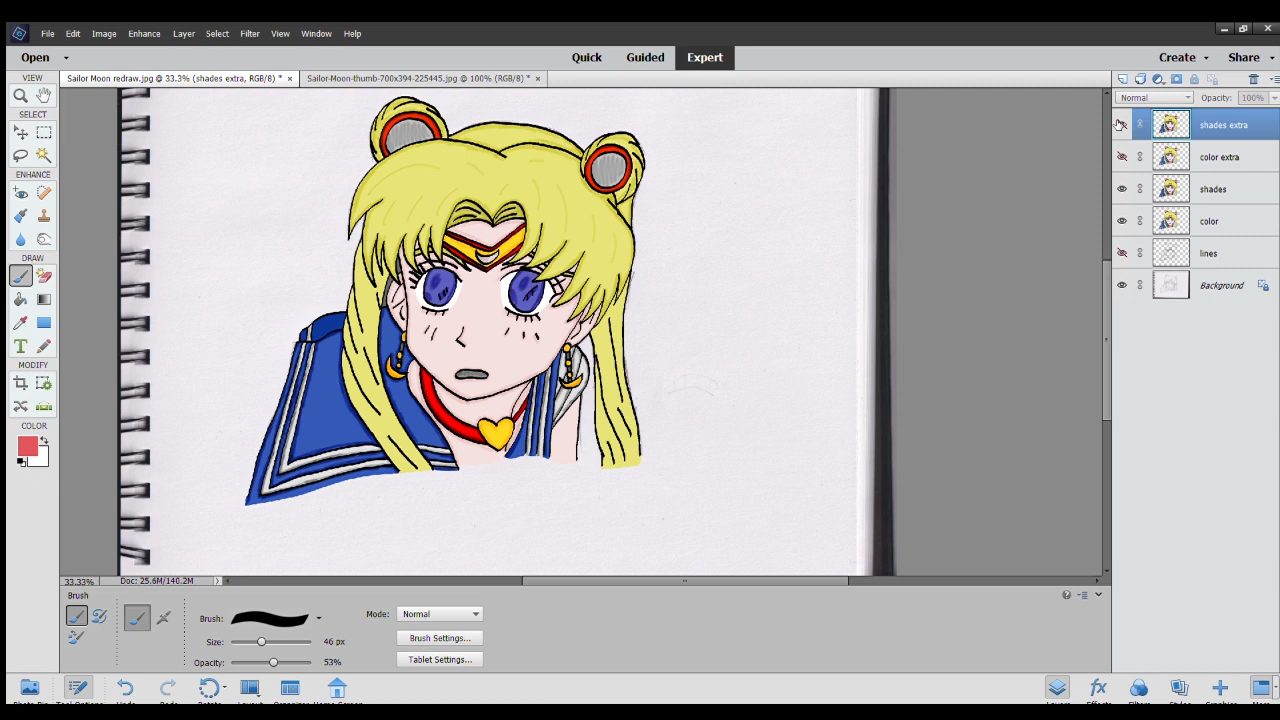 File Edit Image Enhance Layer Select Filter View Window Help
Open Quick Guided Expert Create Share
Sailor Moon redraw.jpg @ 33.3% (shades extra, RGB/8) * × Sailor-Moon-thumb-700x394-225445.jpg @ 100% (RGB/8) * ×
VIEW
SELECT
ENHANCE
DRAW
MODIFY
COLOR
Normal Opacity: 100%
shades extra
color extra
shades
color
lines
Background
33.33% Doc: 25.6M/140.2M
Brush
Brush: Mode: Normal
Size: 46 px Brush Settings...
Opacity: 53% Tablet Settings...